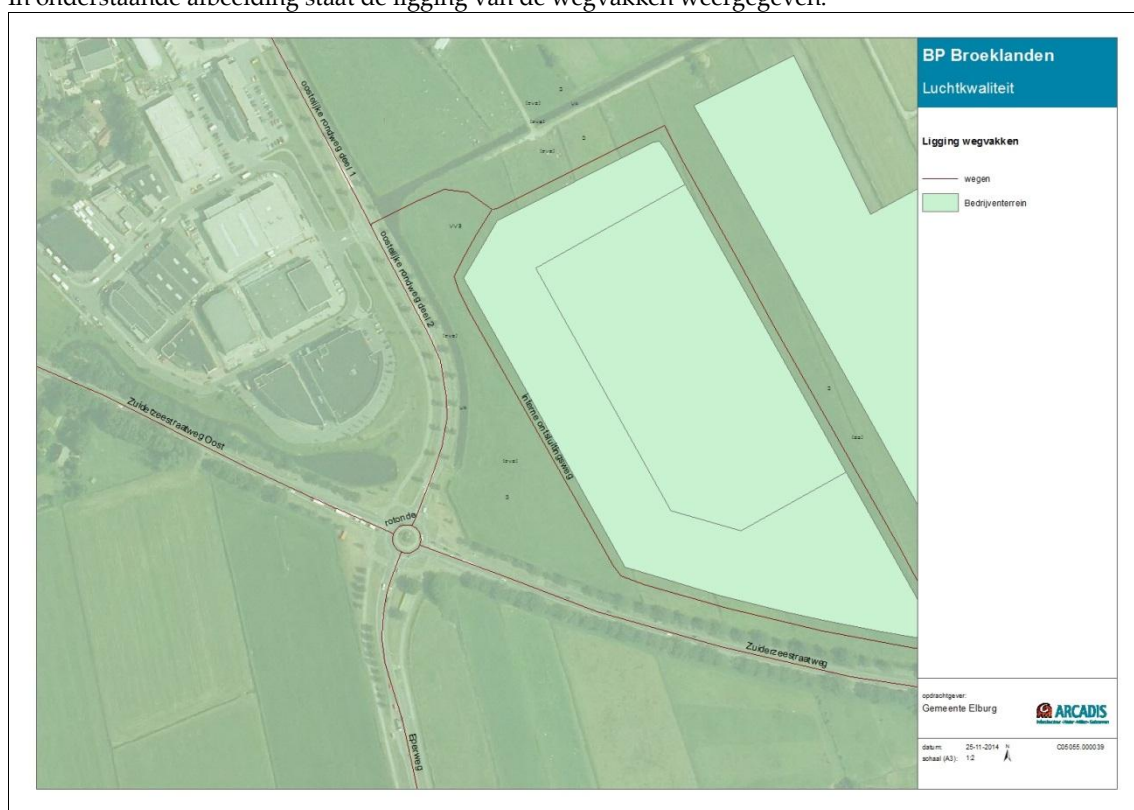 In onderstaande afbeelding staat de ligging van de wegvakken weergegeven.
BP Broeklanden
Luchtkwaliteit
Ligging wegvakken
wegen
Bedrijventerrein
oostelijke rondweg deel 1
oostelijke rondweg deel 2
interne ontsluitingsweg
Zuiderzeestraatweg Oost
rotonde
Zuiderzeestraatweg
Eperweg
opdrachtgever:
Gemeente Elburg
ARCADIS
datum: 25-11-2014 N C05055.000039
schaal (A3): 1:2